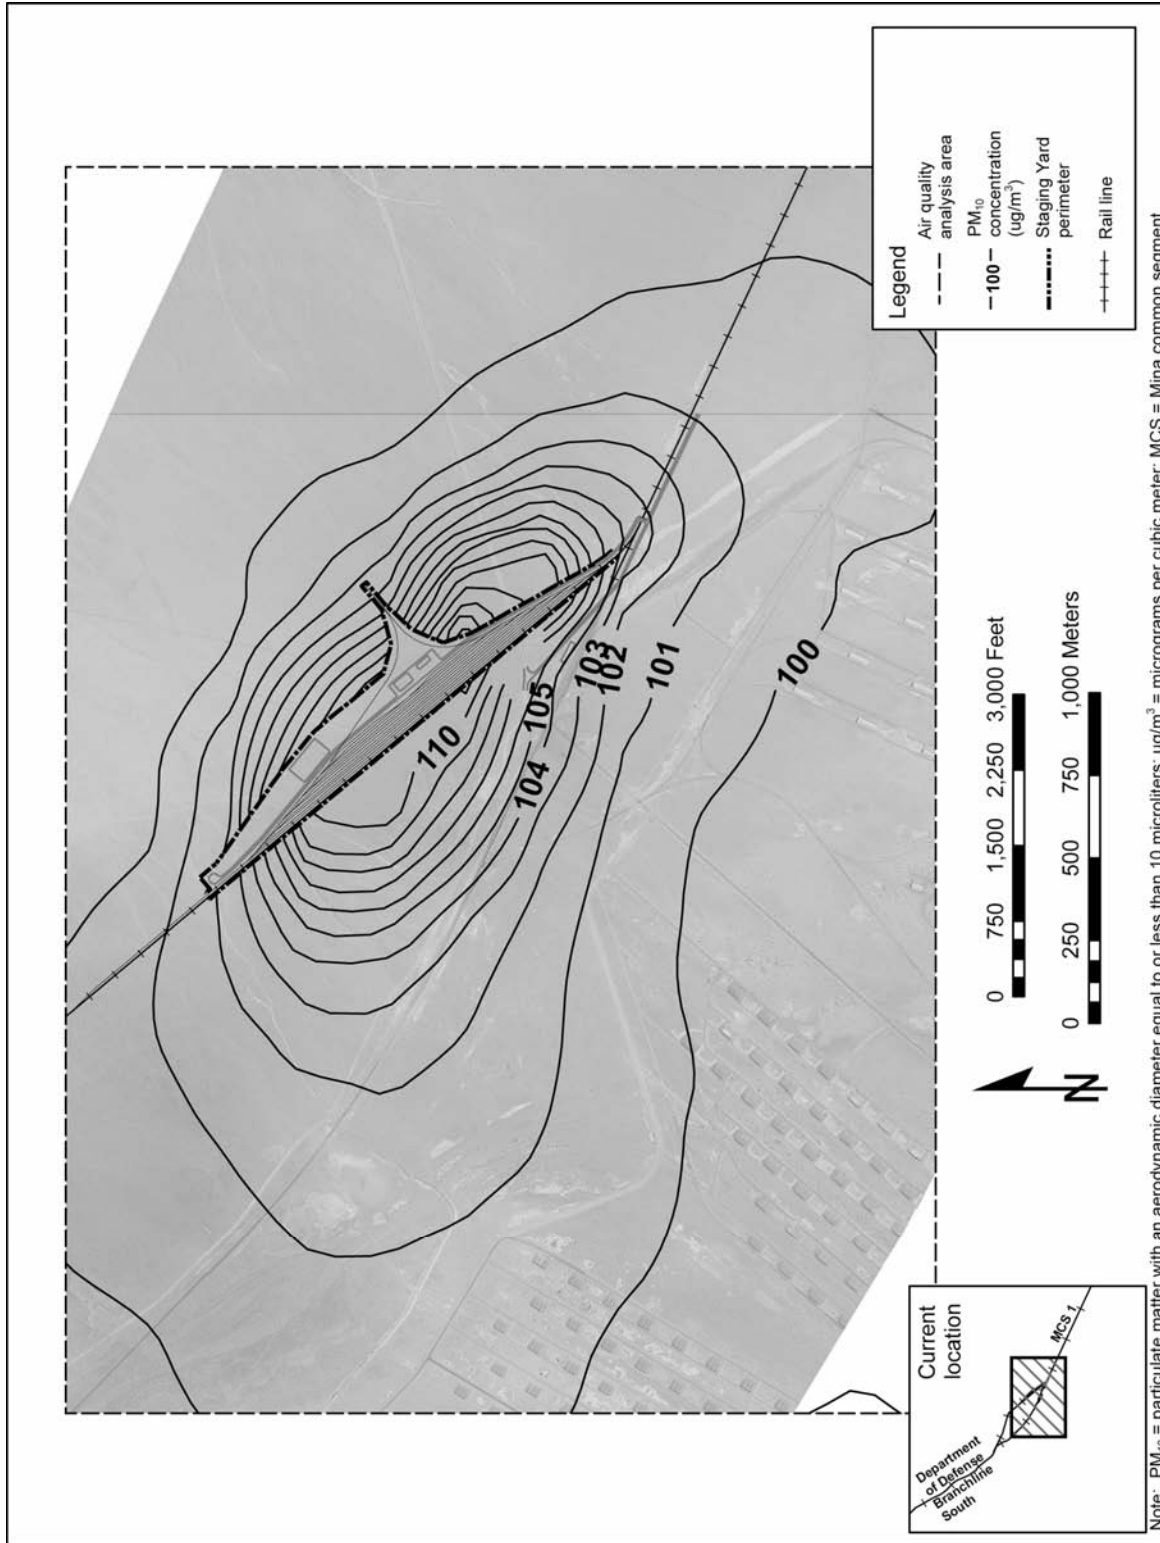 110
105
104
103
102
101
100
Legend
Air quality
analysis area
100
PM₁₀
concentration
(ug/m³)
Staging Yard
perimeter
Rail line
Current
location
Department
of Defense
Branchline
South
MCS 1
N
0 750 1,500 2,250 3,000 Feet
0 250 500 750 1,000 Meters
Note: PM₁₀ = particulate matter with an aerodynamic diameter equal to or less than 10 microliters; ug/m³ = micrograms per cubic meter; MCS = Mina common segment